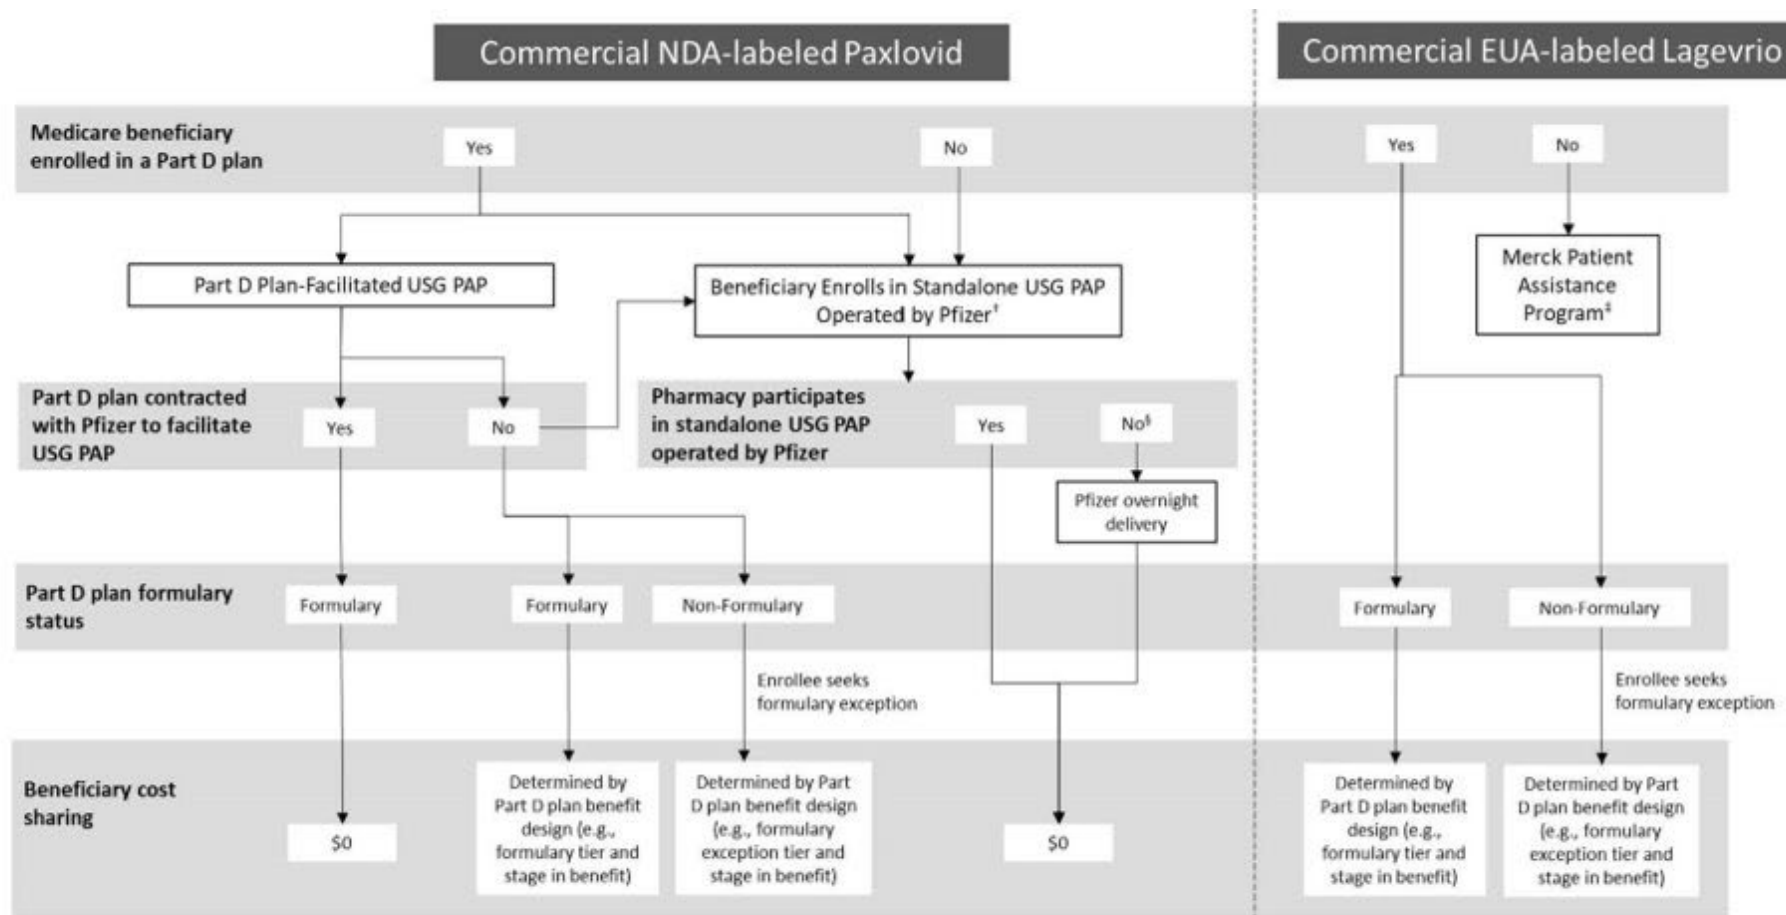 Commercial NDA-labeled Paxlovid
Commercial EUA-labeled Lagevrio
Medicare beneficiary
enrolled in a Part D plan
Yes
No
Yes
No
Part D Plan-Facilitated USG PAP
Beneficiary Enrolls in Standalone USG PAP
Operated by Pfizer†
Merck Patient
Assistance
Program‡
Part D plan contracted
with Pfizer to facilitate
USG PAP
Yes
No
Pharmacy participates
in standalone USG PAP
operated by Pfizer
Yes
No§
Pfizer overnight
delivery
Part D plan formulary
status
Formulary
Formulary
Non-Formulary
Formulary
Non-Formulary
Enrollee seeks
formulary exception
Enrollee seeks
formulary exception
Beneficiary cost
sharing
$0
Determined by
Part D plan benefit
design (e.g.,
formulary tier and
stage in benefit)
Determined by Part
D plan benefit design
(e.g., formulary
exception tier and
stage in benefit)
$0
Determined by
Part D plan benefit
design (e.g.,
formulary tier and
stage in benefit)
Determined by Part
D plan benefit design
(e.g., formulary
exception tier and
stage in benefit)